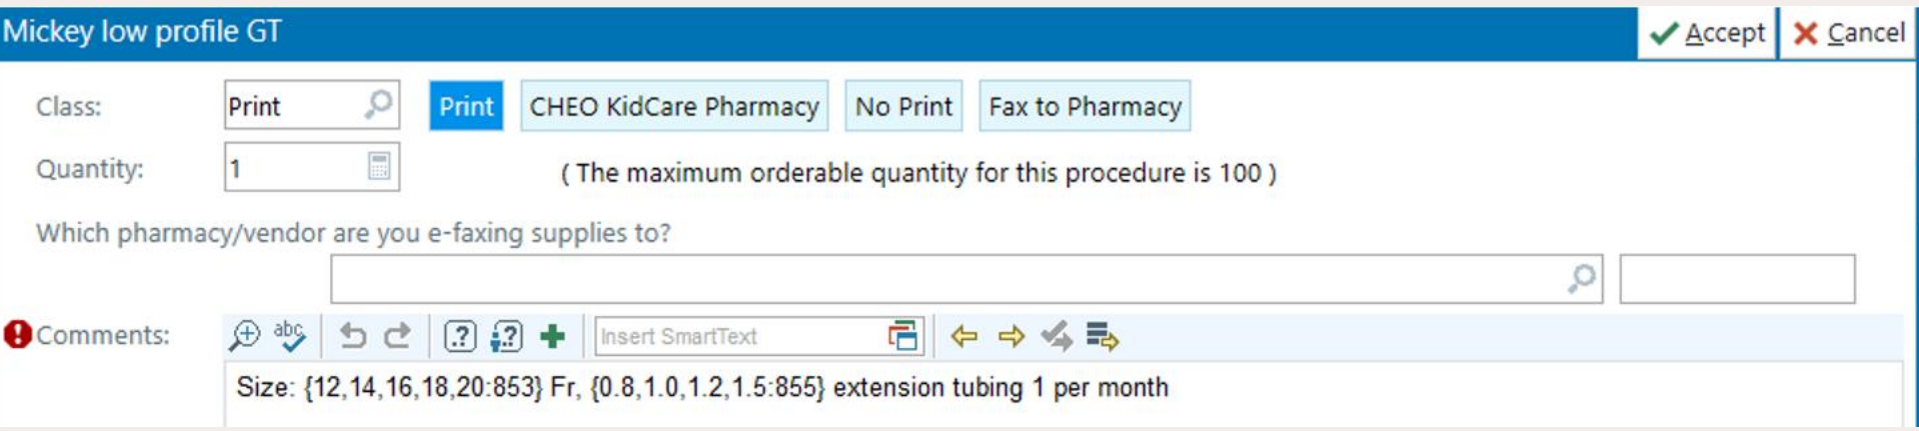 Mickey low profile GT Accept Cancel
Class: Print Print CHEO KidCare Pharmacy No Print Fax to Pharmacy
Quantity: 1 ( The maximum orderable quantity for this procedure is 100 )
Which pharmacy/vendor are you e-faxing supplies to?
Comments: abc Insert SmartText
Size: {12,14,16,18,20:853} Fr, {0.8,1.0,1.2,1.5:855} extension tubing 1 per month